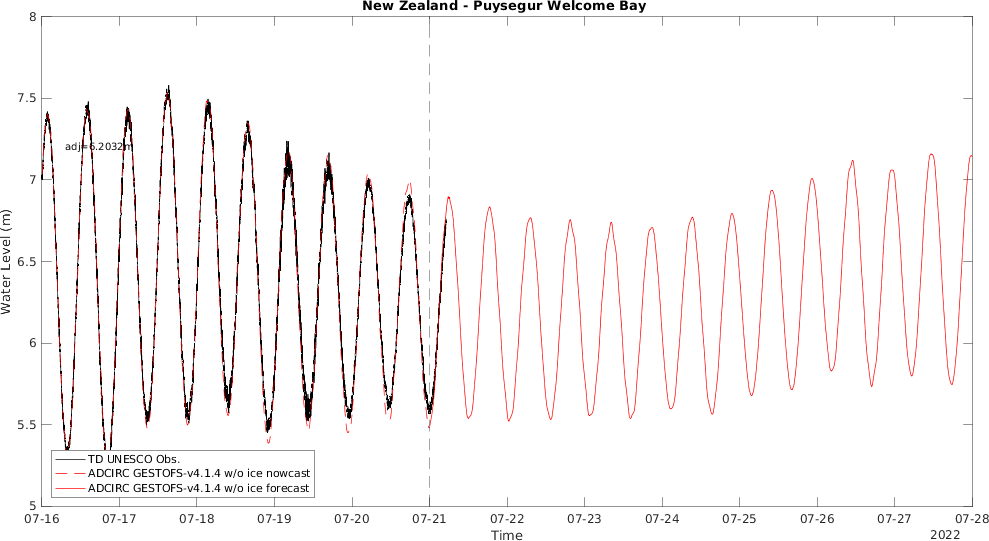 New Zealand - Puysegur Welcome Bay
8
7.5
7
6.5
6
5.5
5
Water Level (m)
adj=6.2032m
TD UNESCO Obs.
ADCIRC GESTOFS-v4.1.4 w/o ice nowcast
ADCIRC GESTOFS-v4.1.4 w/o ice forecast
07-16 07-17 07-18 07-19 07-20 07-21 07-22 07-23 07-24 07-25 07-26 07-27 07-28
Time
2022